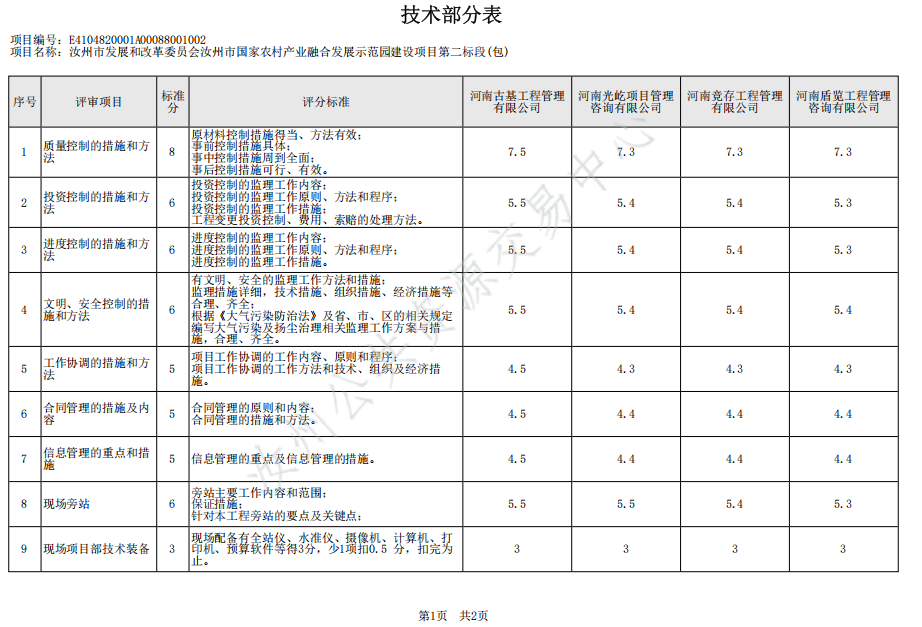 技术部分表
项目编号: E4104820001A00088001002
项目名称: 汝州市发展和改革委员会汝州市国家农村产业融合发展示范园建设项目第二标段(包)
序号 评审项目 标准分 评分标准 河南古基工程管理有限公司 河南光屹项目管理咨询有限公司 河南竞存工程管理有限公司 河南盾览工程管理咨询有限公司
1 质量控制的措施和方法 8 原材料控制措施得当、方法有效;
事前控制措施具体;
事中控制措施周到全面;
事后控制措施可行、有效。 7.5 7.3 7.3 7.3
2 投资控制的措施和方法 6 投资控制的监理工作内容;
投资控制的监理工作原则、方法和程序;
投资控制的监理工作措施;
工程变更投资控制、费用、索赔的处理方法。 5.5 5.4 5.4 5.3
3 进度控制的措施和方法 6 进度控制的监理工作内容;
进度控制的监理工作原则、方法和程序;
进度控制的监理工作措施。 5.5 5.4 5.4 5.3
4 文明、安全控制的措施和方法 6 有文明、安全的监理工作方法和措施;
监理措施详细,技术措施、组织措施、经济措施等
合理、齐全;
根据《大气污染防治法》及省、市、区的相关规定
编写大气污染及扬尘治理相关监理工作方案与措
施,合理、齐全。 5.5 5.4 5.4 5.4
5 工作协调的措施和方法 5 项目工作协调的工作内容、原则和程序;
项目工作协调的工作方法和技术、组织及经济措
施。 4.5 4.3 4.3 4.3
6 合同管理的措施及内容 5 合同管理的原则和内容;
合同管理的措施和方法。 4.5 4.4 4.4 4.4
7 信息管理的重点和措施 5 信息管理的重点及信息管理的措施。 4.5 4.4 4.4 4.4
8 现场旁站 6 旁站主要工作内容和范围;
保证措施;
针对本工程旁站的要点及关键点; 5.5 5.5 5.4 5.3
9 现场项目部技术装备 3 现场配备有全站仪、水准仪、摄像机、计算机、打
印机、预算软件等得3分,少1项扣0.5 分,扣完为
止。 3 3 3 3
汝州公共资源交易中心
第1页 共2页